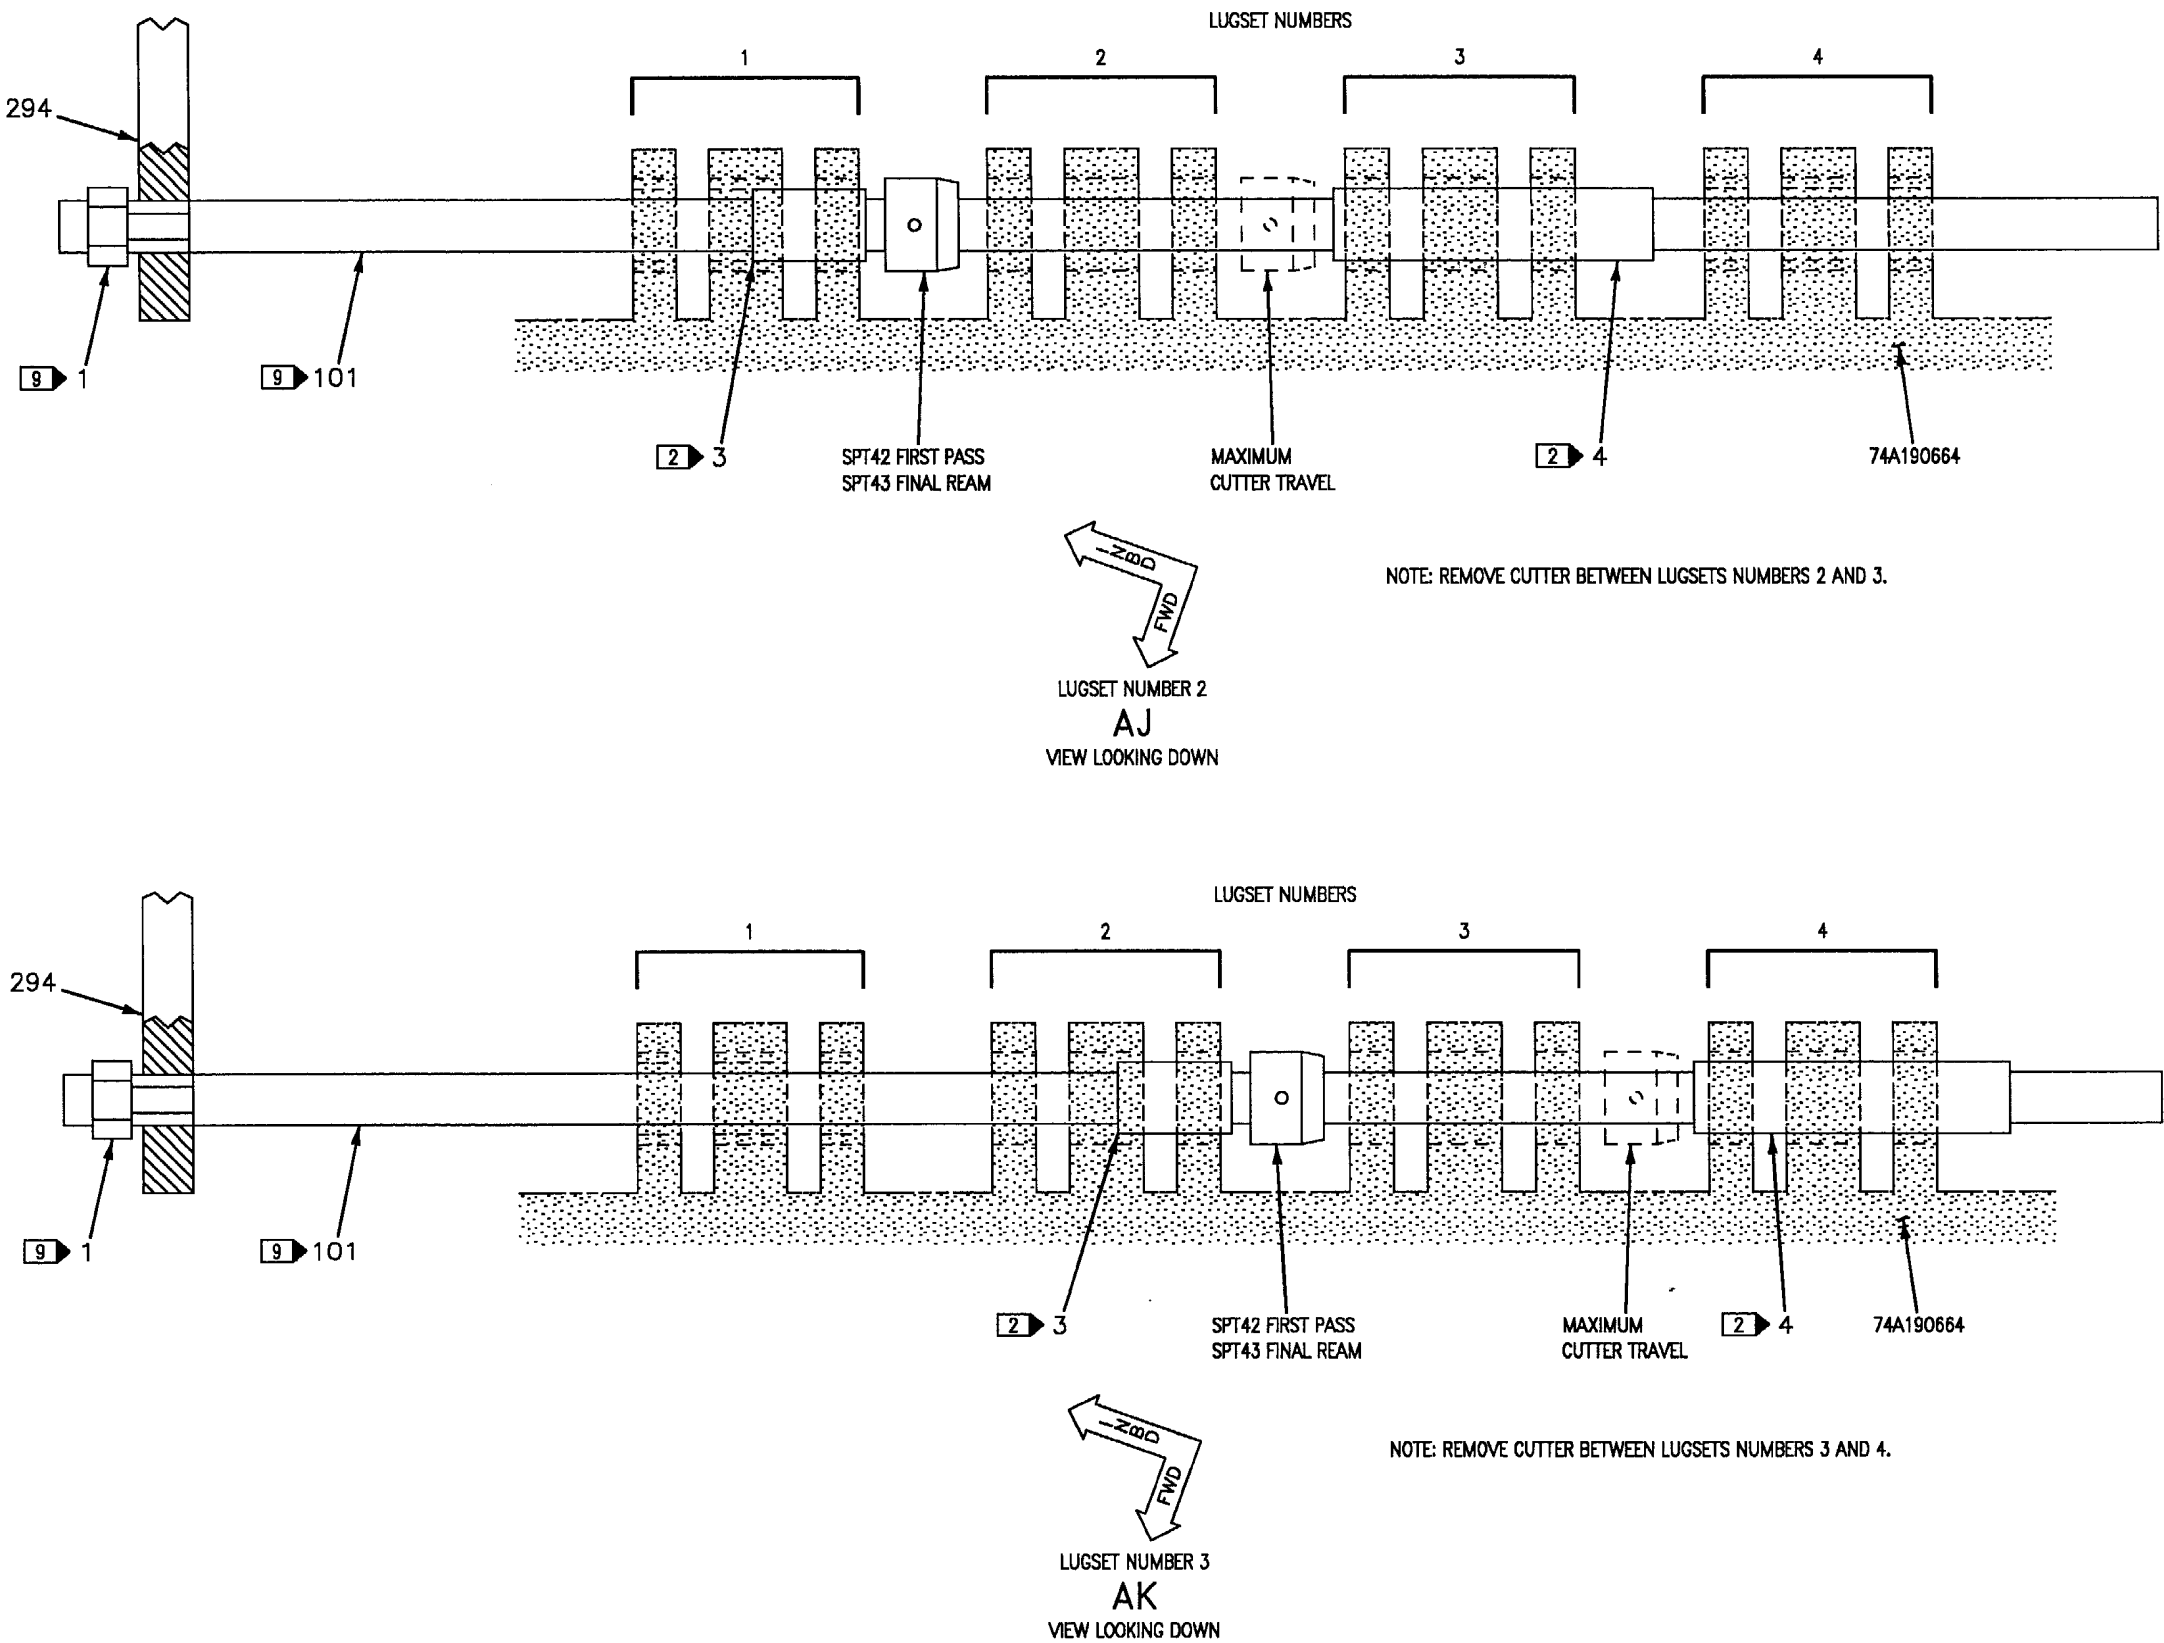 LUGSET NUMBERS
1 2 3 4
294
9 1
9 101
2 3
SPT42 FIRST PASS
SPT43 FINAL REAM
MAXIMUM
CUTTER TRAVEL
2 4
74A190664
INBD
FWD
NOTE: REMOVE CUTTER BETWEEN LUGSETS NUMBERS 2 AND 3.
LUGSET NUMBER 2
AJ
VIEW LOOKING DOWN
LUGSET NUMBERS
1 2 3 4
294
9 1
9 101
2 3
SPT42 FIRST PASS
SPT43 FINAL REAM
MAXIMUM
CUTTER TRAVEL
2 4
74A190664
INBD
FWD
NOTE: REMOVE CUTTER BETWEEN LUGSETS NUMBERS 3 AND 4.
LUGSET NUMBER 3
AK
VIEW LOOKING DOWN